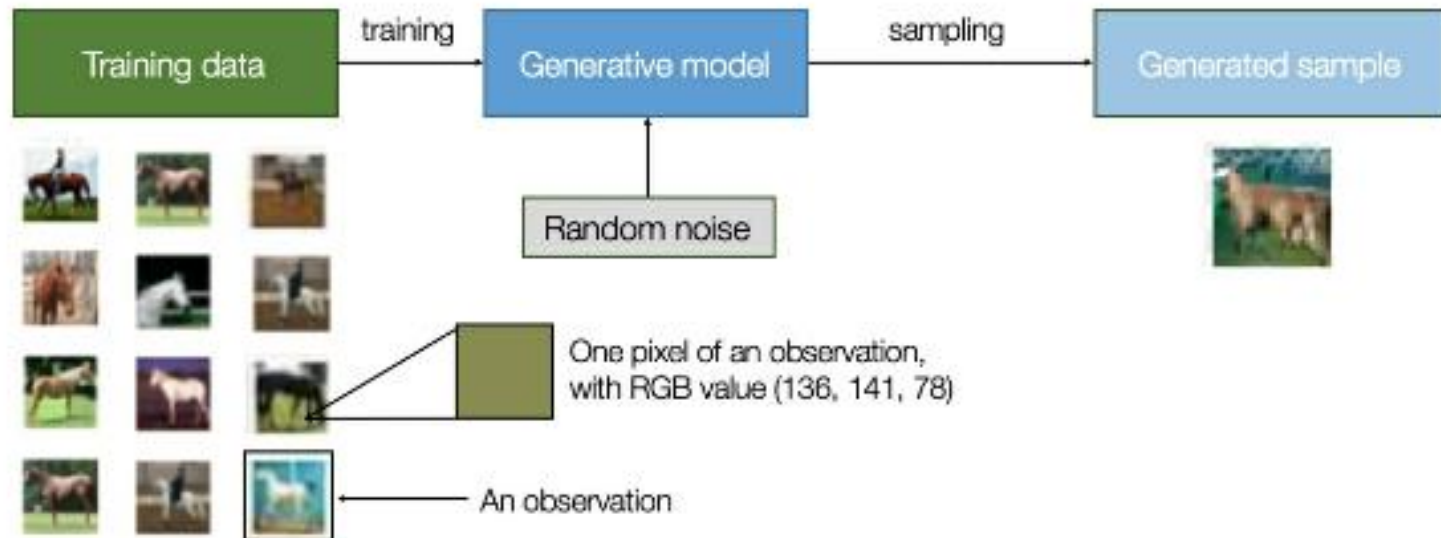 training
sampling
Training data
Generative model
Generated sample
Random noise
One pixel of an observation,
with RGB value (136, 141, 78)
An observation